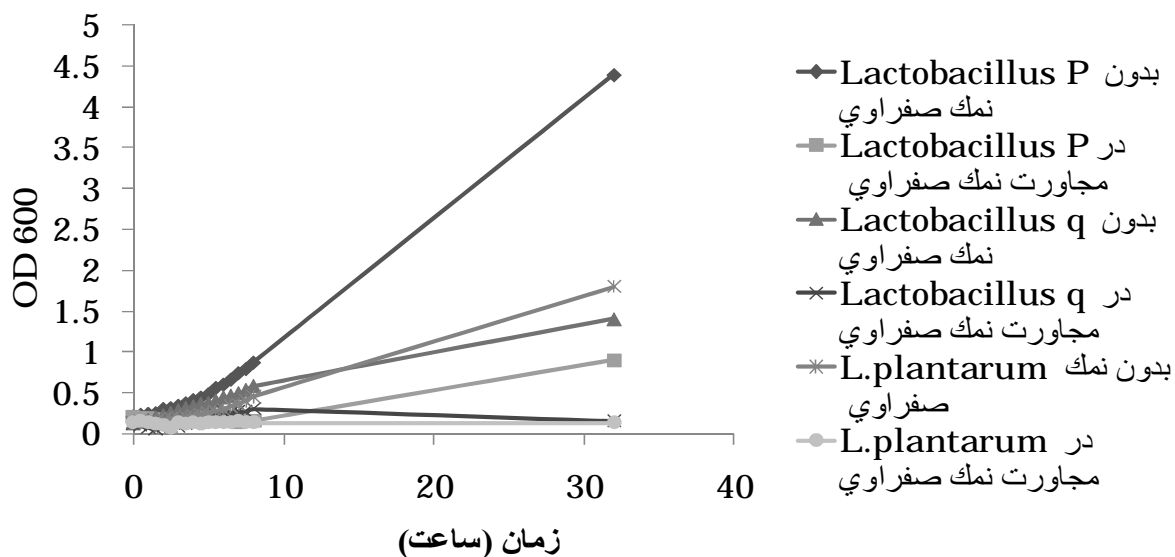 5
4.5
4
3.5
3
2.5
2
1.5
1
0.5
0
OD 600
0 10 20 30 40
زمان (ساعت)
Lactobacillus P بدون
نمك صفراوي
Lactobacillus P در
مجاورت نمك صفراوي
Lactobacillus q بدون
نمك صفراوي
Lactobacillus q در
مجاورت نمك صفراوي
L.plantarum بدون نمك
صفراوي
L.plantarum در
مجاورت نمك صفراوي